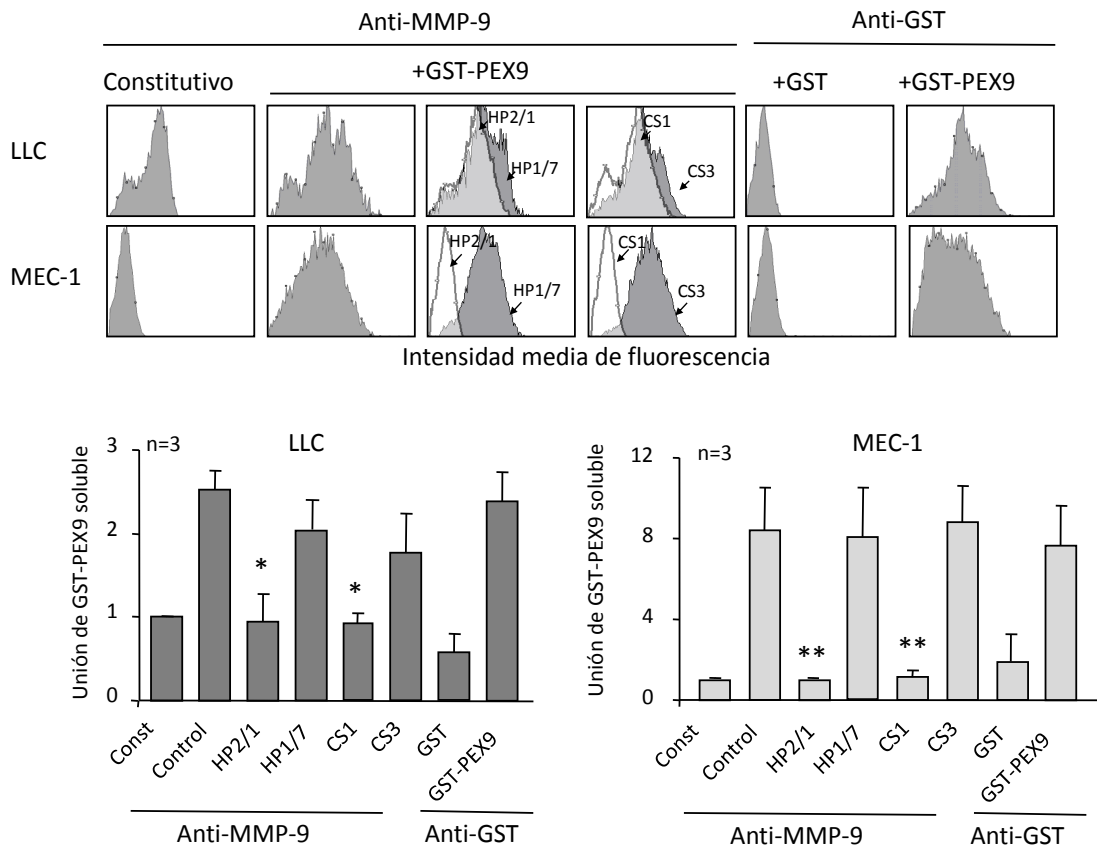 Anti-MMP-9 Anti-GST
Constitutivo +GST-PEX9 +GST +GST-PEX9
LLC
HP2/1 CS1
HP1/7 CS3
MEC-1
HP2/1 CS1
HP1/7 CS3
Intensidad media de fluorescencia
n=3 LLC
Unión de GST-PEX9 soluble
3
2
1
0
* *
Const Control HP2/1 HP1/7 CS1 CS3 GST GST-PEX9
Anti-MMP-9 Anti-GST
n=3 MEC-1
Unión de GST-PEX9 soluble
12
8
4
0
** **
Const Control HP2/1 HP1/7 CS1 CS3 GST GST-PEX9
Anti-MMP-9 Anti-GST